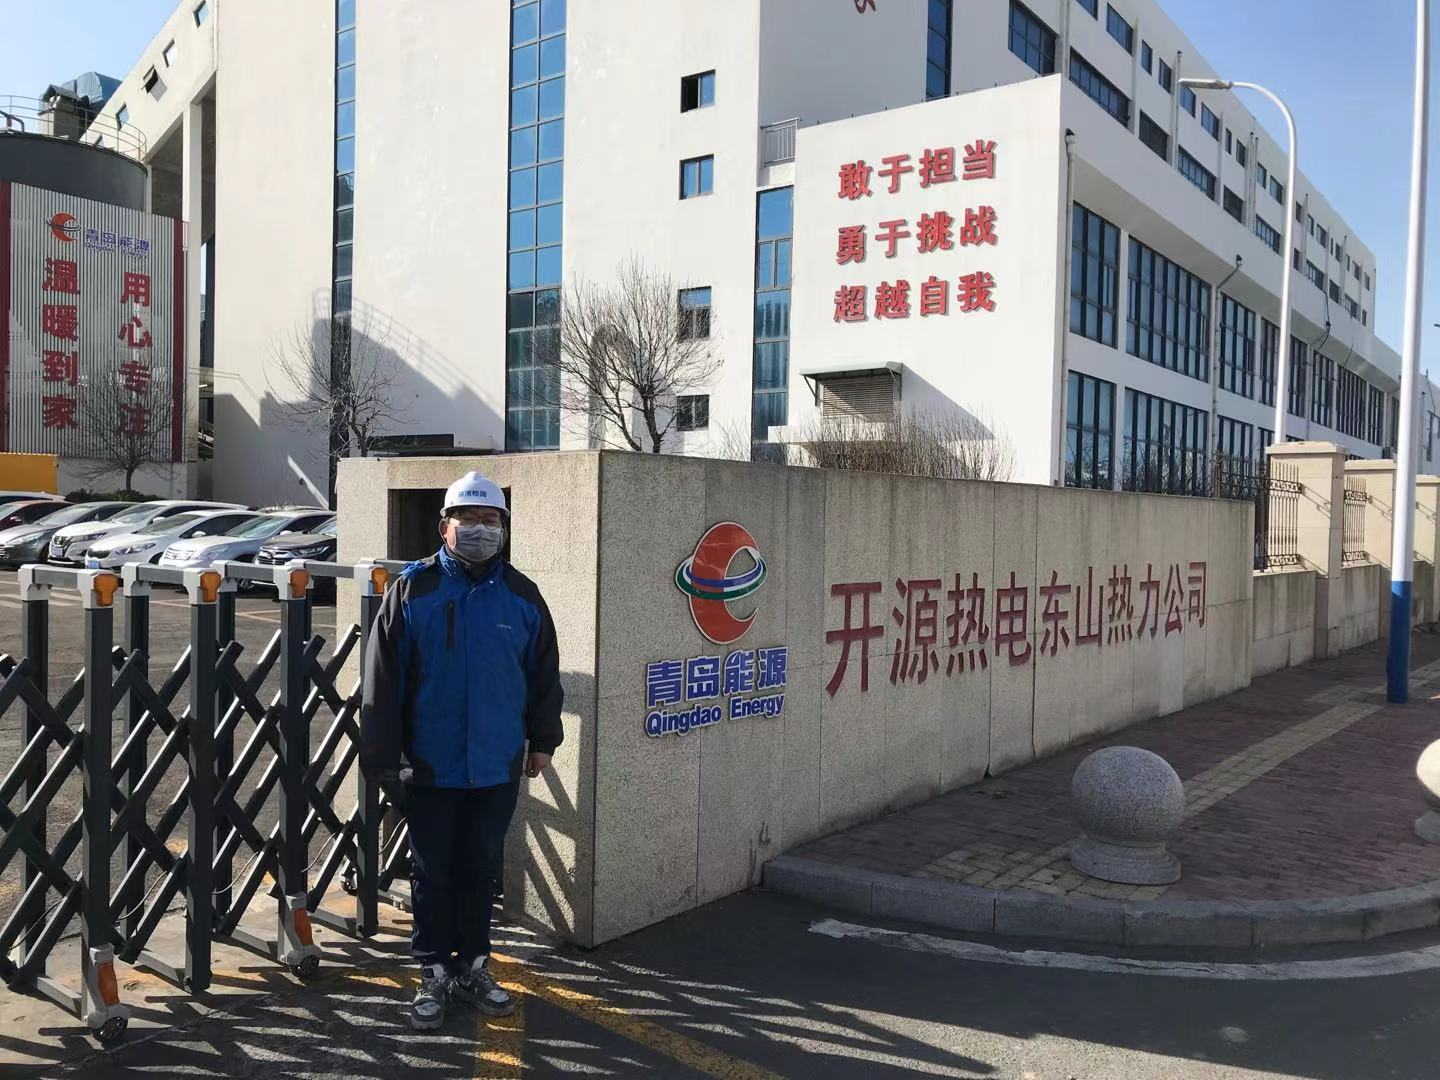 敢于担当
勇于挑战
超越自我
青岛能源
Qingdao Energy
用心专注
温暖到家
青岛能源
Qingdao Energy
开源热电东山热力公司